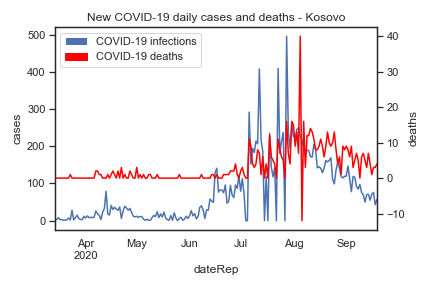 New COVID-19 daily cases and deaths - Kosovo
COVID-19 infections
COVID-19 deaths
500
400
300
200
100
0
cases
40
30
20
10
0
−10
deaths
Apr
2020
May
Jun
Jul
Aug
Sep
dateRep